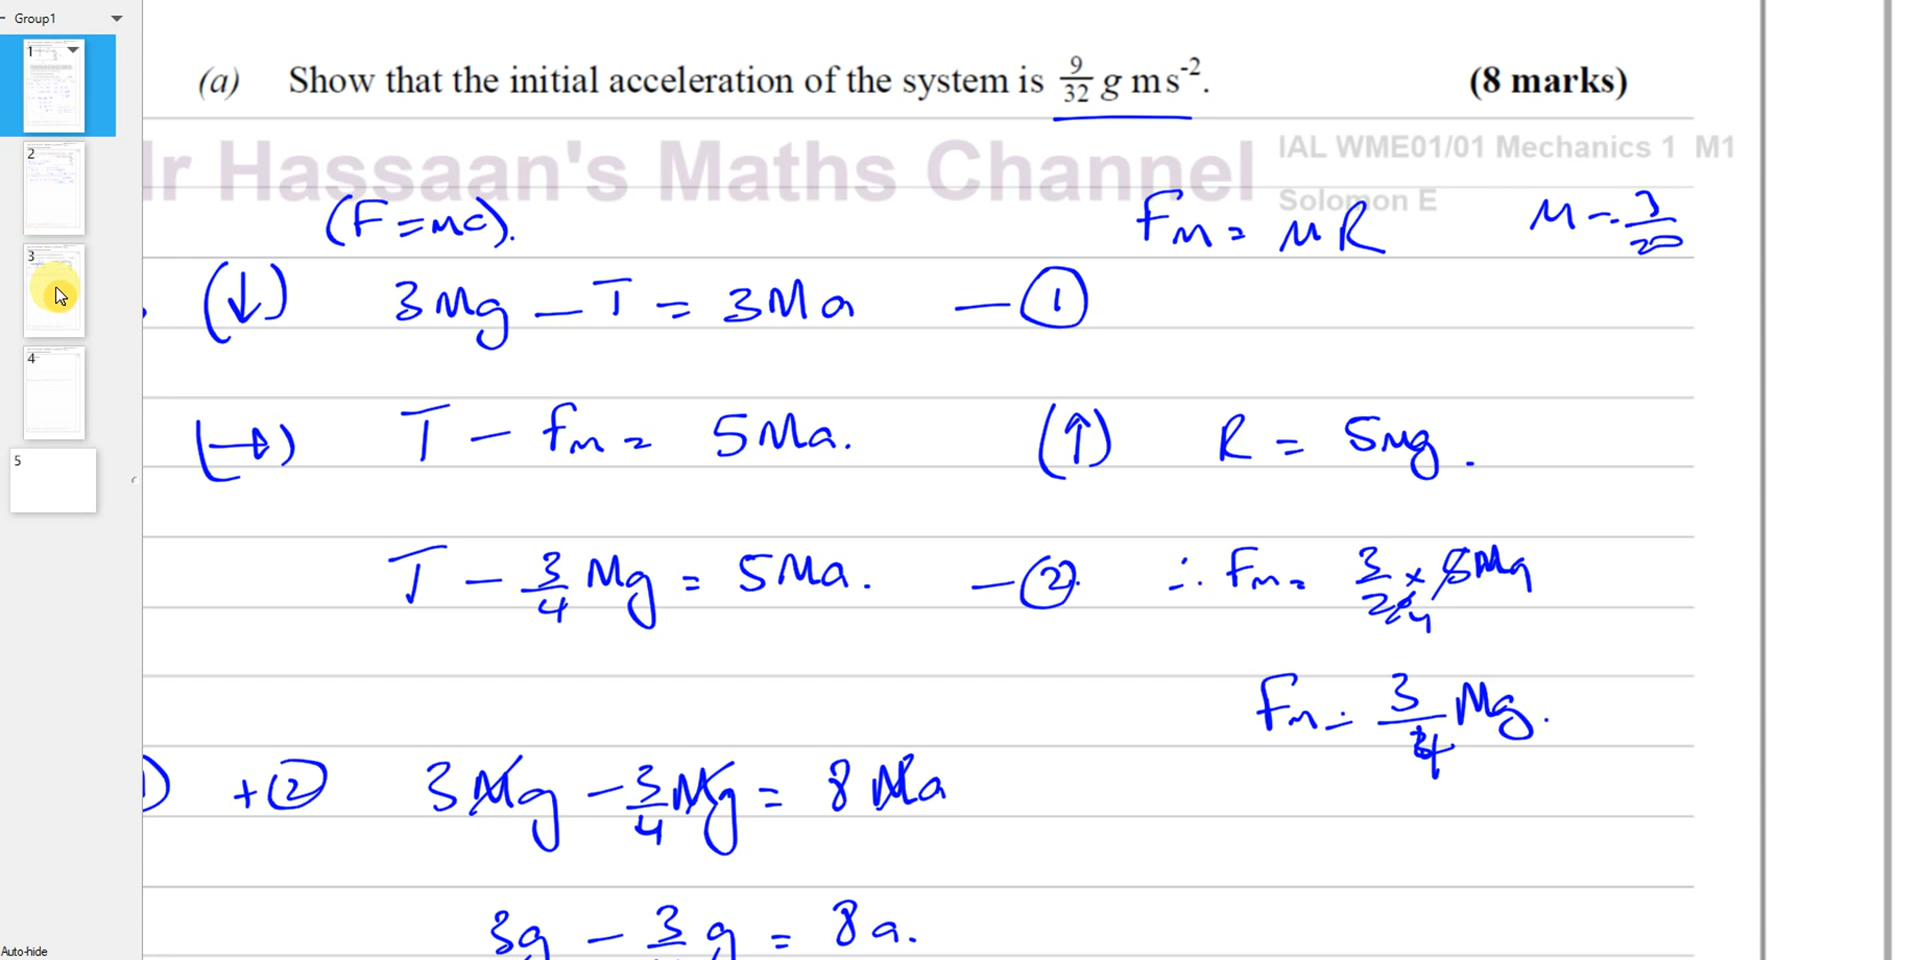 Group1
1
(a) Show that the initial acceleration of the system is 9/32 g ms⁻². (8 marks)
2
Mr Hassaan's Maths Channel
IAL WME01/01 Mechanics 1 M1
Solomon E
(F=ma).
Fm = μR
μ = 3/20
3
(↓) 3Mg − T = 3Ma — ①
4
(→) T − Fm = 5Ma. (↑) R = 5Mg.
5
T − 3/4 Mg = 5Ma. — ②. ∴ Fm = 3/20 4 × 5Mg
Fm = 3/4 Mg.
+② 3Mg − 3/4 Mg = 8Ma
3g − 3 g = 8a.
Auto-hide